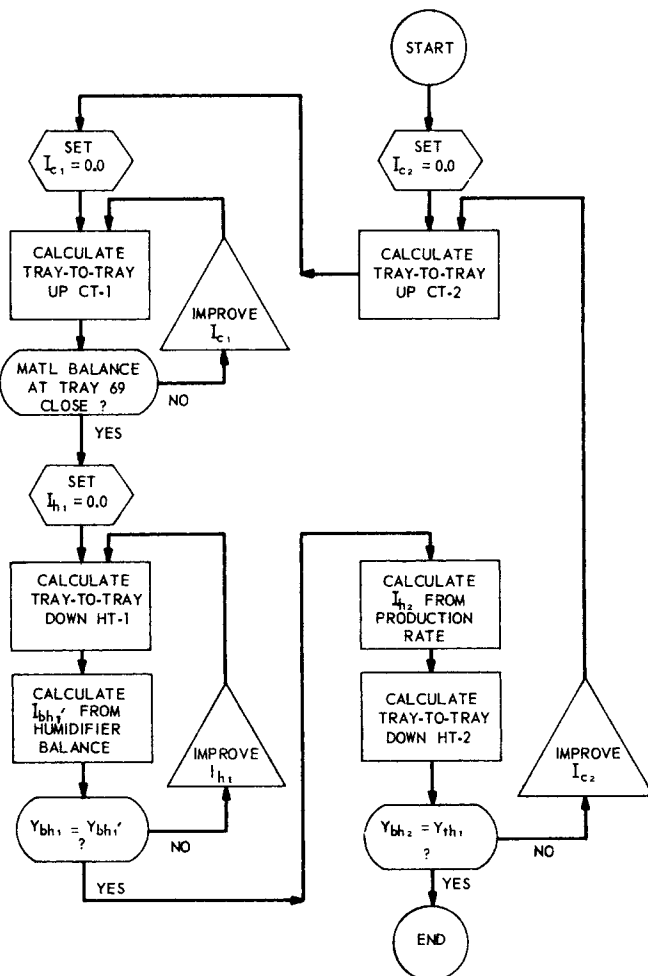 START
SET
I_c₂ = 0.0
CALCULATE
TRAY-TO-TRAY
UP CT-2
SET
I_c₁ = 0.0
CALCULATE
TRAY-TO-TRAY
UP CT-1
IMPROVE
I_c₁
MATL BALANCE
AT TRAY 69
CLOSE ?
NO
YES
SET
I_h₁ = 0.0
CALCULATE
TRAY-TO-TRAY
DOWN HT-1
CALCULATE
I_bh₁′ FROM
HUMIDIFIER
BALANCE
IMPROVE
I_h₁
Y_bh₁ = Y_bh₁′
?
NO
YES
CALCULATE
I_h₂ FROM
PRODUCTION
RATE
CALCULATE
TRAY-TO-TRAY
DOWN HT-2
IMPROVE
I_c₂
Y_bh₂ = Y_th₁
?
NO
YES
END